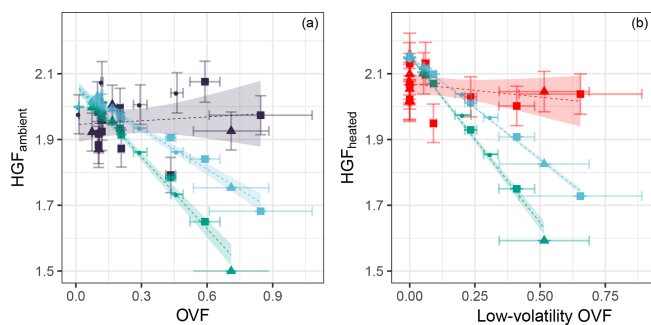 (a)
2.1
1.9
1.7
1.5
HGFambient
0.0 0.3 0.6 0.9
OVF
(b)
2.1
1.9
1.7
1.5
HGFheated
0.00 0.25 0.50 0.75
Low-volatility OVF